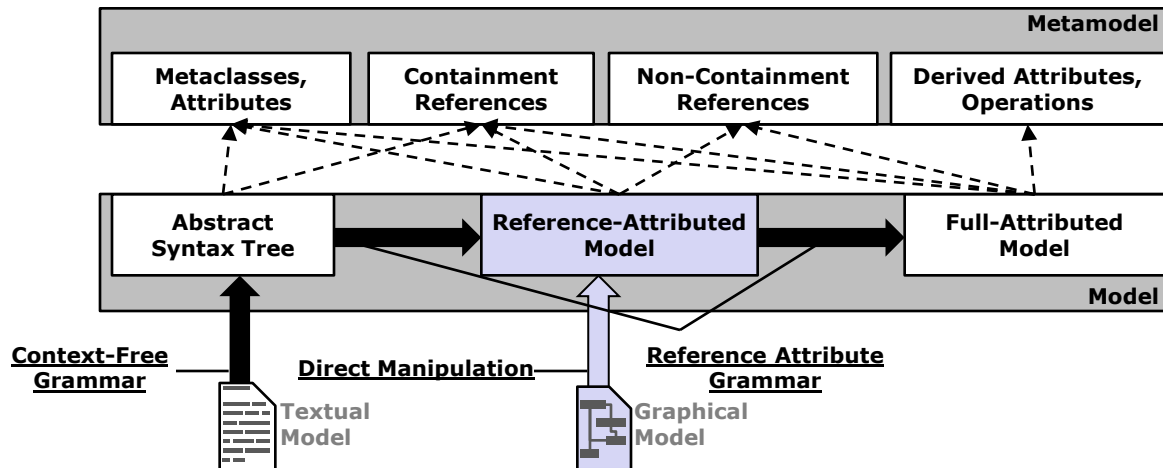 Metamodel
Metaclasses,
Attributes
Containment
References
Non-Containment
References
Derived Attributes,
Operations
Abstract
Syntax Tree
Reference-Attributed
Model
Full-Attributed
Model
Model
Context-Free
Grammar
Direct Manipulation
Reference Attribute
Grammar
Textual
Model
Graphical
Model